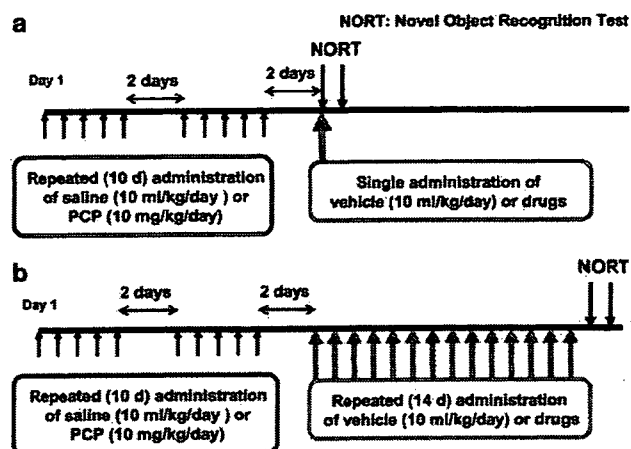 a
NORT: Novel Object Recognition Test
NORT
Day 1
2 days
2 days
Repeated (10 d) administration
of saline (10 ml/kg/day ) or
PCP (10 mg/kg/day)
Single administration of
vehicle (10 ml/kg/day) or drugs
b
NORT
Day 1
2 days
2 days
Repeated (10 d) administration
of saline (10 ml/kg/day ) or
PCP (10 mg/kg/day)
Repeated (14 d) administration
of vehicle (10 ml/kg/day) or drugs